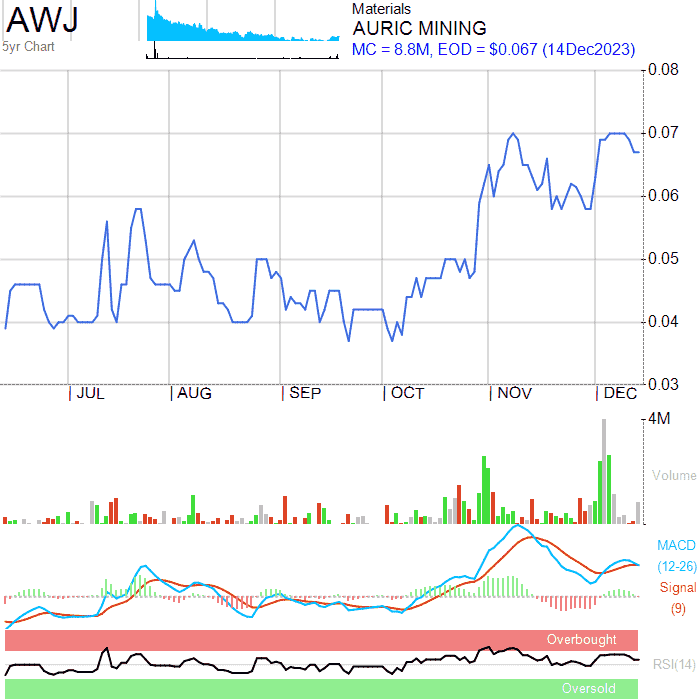 AWJ
5yr Chart
Materials
AURIC MINING
MC = 8.8M, EOD = $0.067 (14Dec2023)
0.08
0.07
0.06
0.05
0.04
0.03
JUL AUG SEP OCT NOV DEC
4M
Volume
MACD
(12-26)
Signal
(9)
Overbought
RSI(14)
Oversold